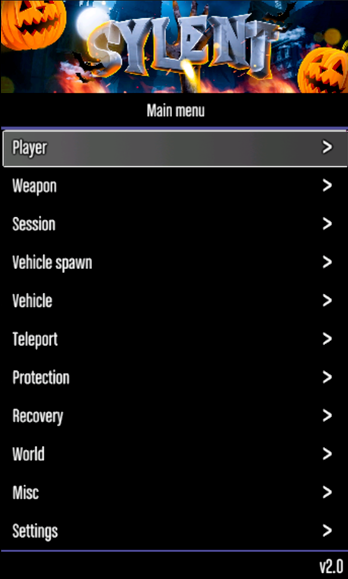 SYLENT
Main menu
Player >
Weapon >
Session >
Vehicle spawn >
Vehicle >
Teleport >
Protection >
Recovery >
World >
Misc >
Settings >
v2.0